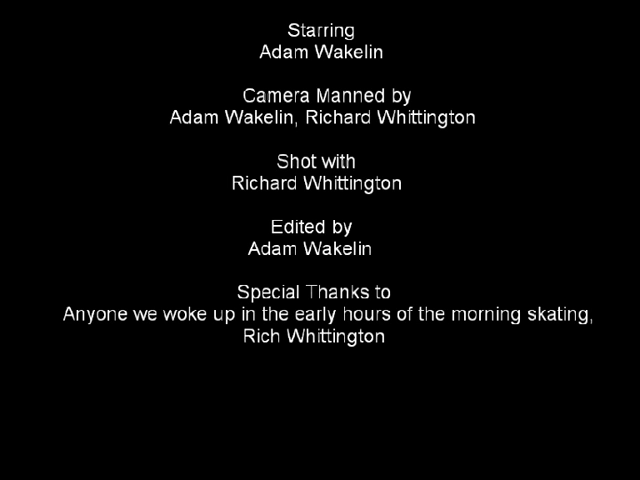 Starring
Adam Wakelin
Camera Manned by
Adam Wakelin, Richard Whittington
Shot with
Richard Whittington
Edited by
Adam Wakelin
Special Thanks to
Anyone we woke up in the early hours of the morning skating,
Rich Whittington